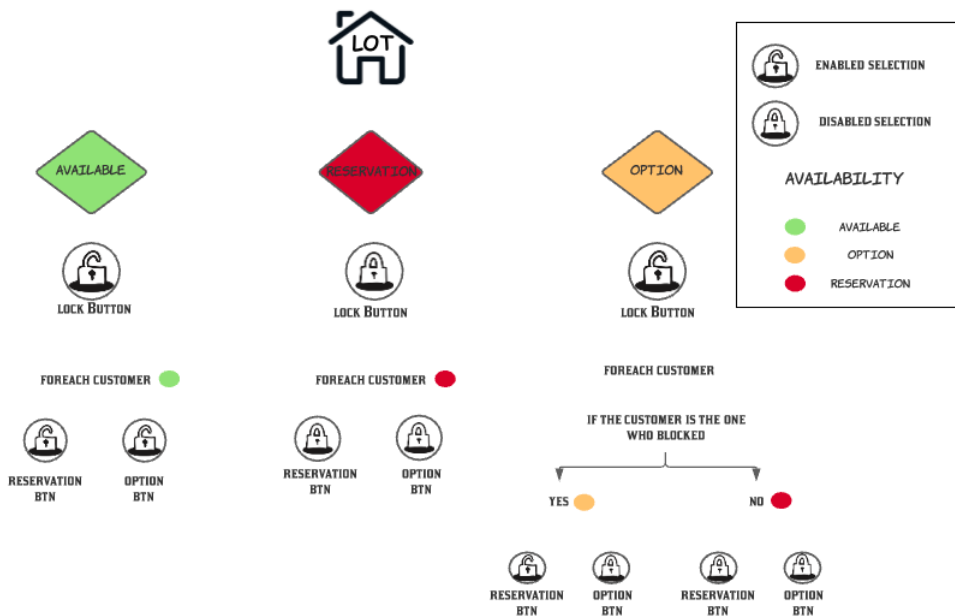 LOT
ENABLED SELECTION
DISABLED SELECTION
AVAILABILITY
AVAILABLE
OPTION
RESERVATION
AVAILABLE
RESERVATION
OPTION
LOCK BUTTON
LOCK BUTTON
LOCK BUTTON
FOREACH CUSTOMER
FOREACH CUSTOMER
FOREACH CUSTOMER
IF THE CUSTOMER IS THE ONE
WHO BLOCKED
YES
NO
RESERVATION
BTN
OPTION
BTN
RESERVATION
BTN
OPTION
BTN
RESERVATION
BTN
OPTION
BTN
RESERVATION
BTN
OPTION
BTN